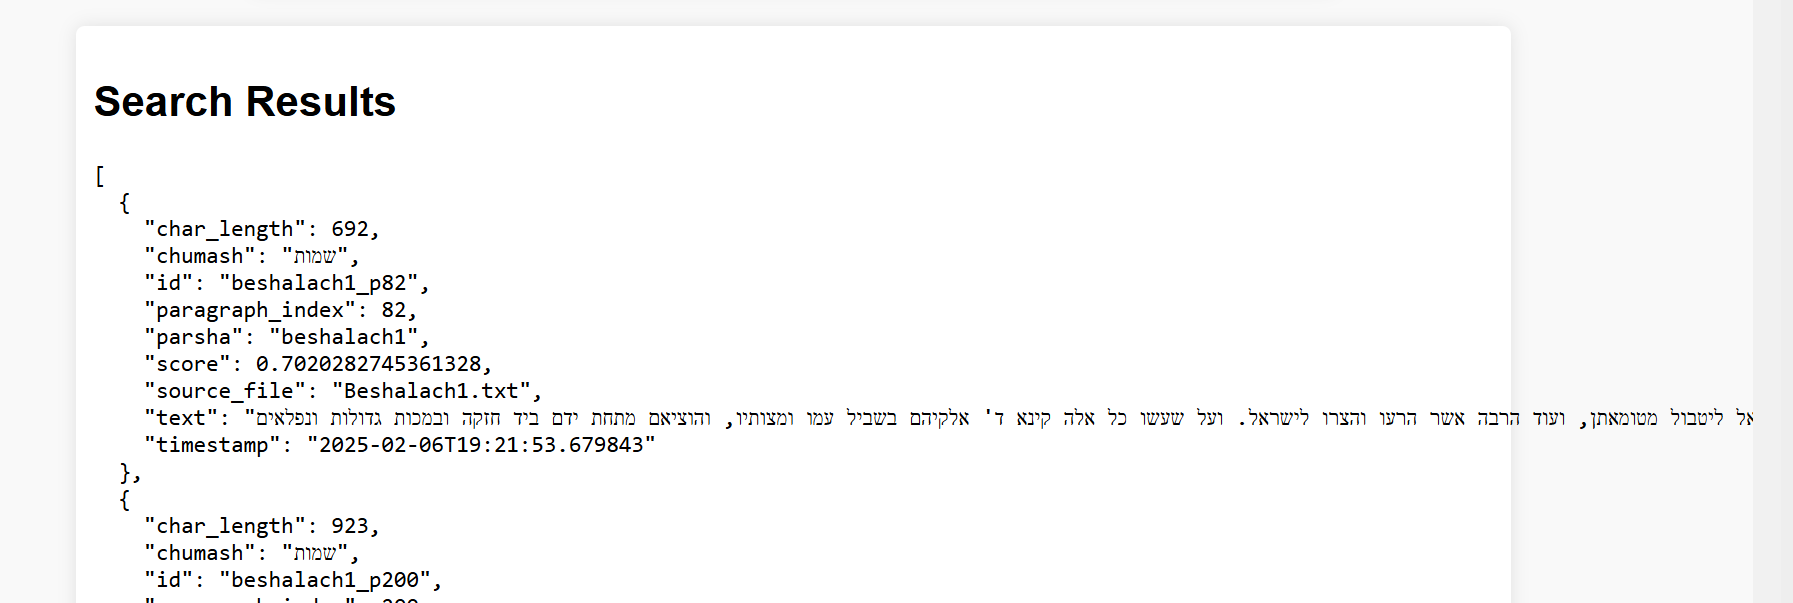 Search Results
[
{
"char_length": 692,
"chumash": "שמות",
"id": "beshalach1_p82",
"paragraph_index": 82,
"parsha": "beshalach1",
"score": 0.7020282745361328,
"source_file": "Beshalach1.txt",
"text": "ליטבול מטומאתן, ועוד הרבה אשר הרעו והצרו לישראל. ועל שעשו כל אלה קינא ד' אלקיהם בשביל עמו ומצותיו, והוציאם מתחת ידם ביד חזקה ובמכות גדולות ונפלאים
"timestamp": "2025-02-06T19:21:53.679843"
},
{
"char_length": 923,
"chumash": "שמות",
"id": "beshalach1_p200",